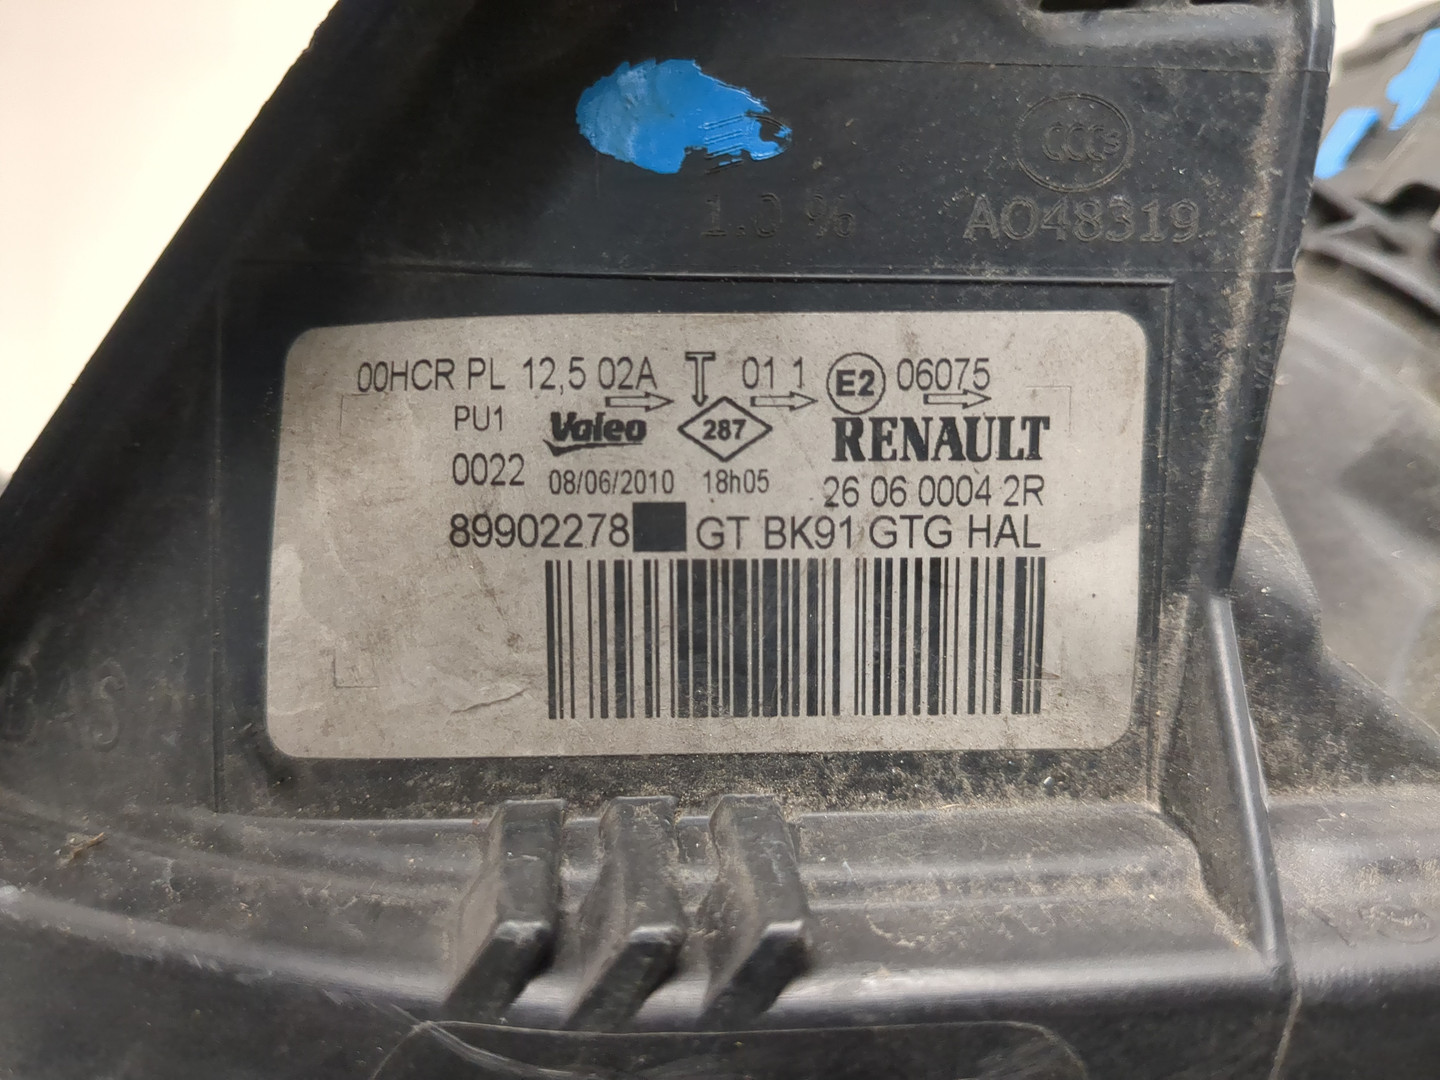 CCCs
1.0 %
A048319
00HCR PL 12,5 02A T 01 1 E2 06075
PU1 Valeo 287 RENAULT
0022 08/06/2010 18h05 26 06 0004 2R
89902278 GT BK91 GTG HAL